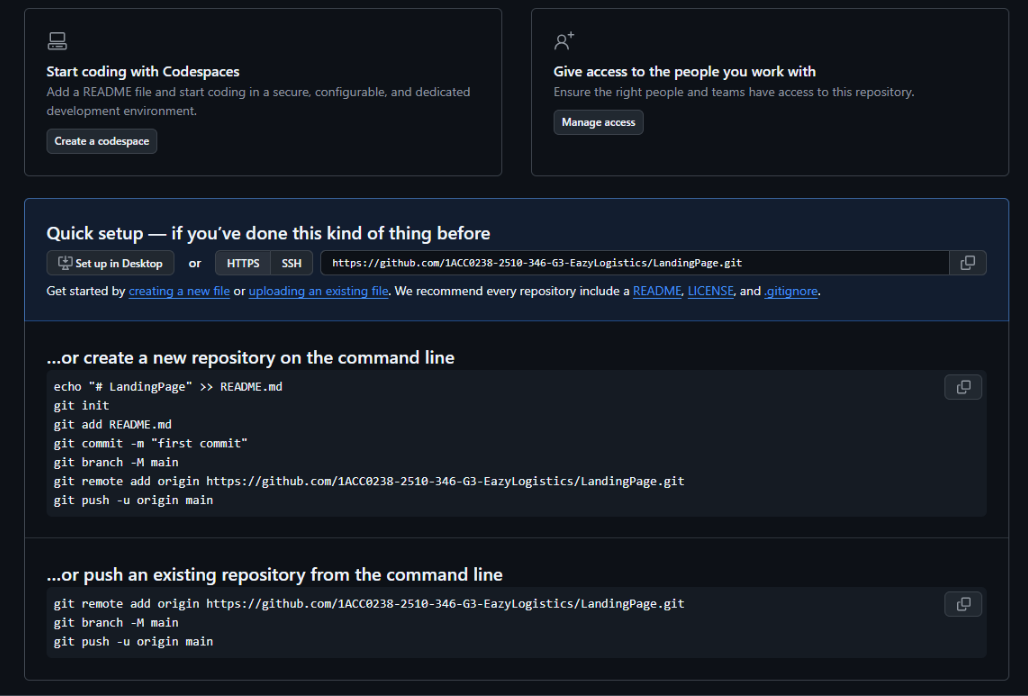 Start coding with Codespaces
Add a README file and start coding in a secure, configurable, and dedicated
development environment.
Create a codespace
Give access to the people you work with
Ensure the right people and teams have access to this repository.
Manage access
Quick setup — if you've done this kind of thing before
Set up in Desktop or HTTPS SSH https://github.com/1ACC0238-2510-346-G3-EazyLogistics/LandingPage.git
Get started by creating a new file or uploading an existing file. We recommend every repository include a README, LICENSE, and .gitignore.
...or create a new repository on the command line
echo "# LandingPage" >> README.md
git init
git add README.md
git commit -m "first commit"
git branch -M main
git remote add origin https://github.com/1ACC0238-2510-346-G3-EazyLogistics/LandingPage.git
git push -u origin main
...or push an existing repository from the command line
git remote add origin https://github.com/1ACC0238-2510-346-G3-EazyLogistics/LandingPage.git
git branch -M main
git push -u origin main